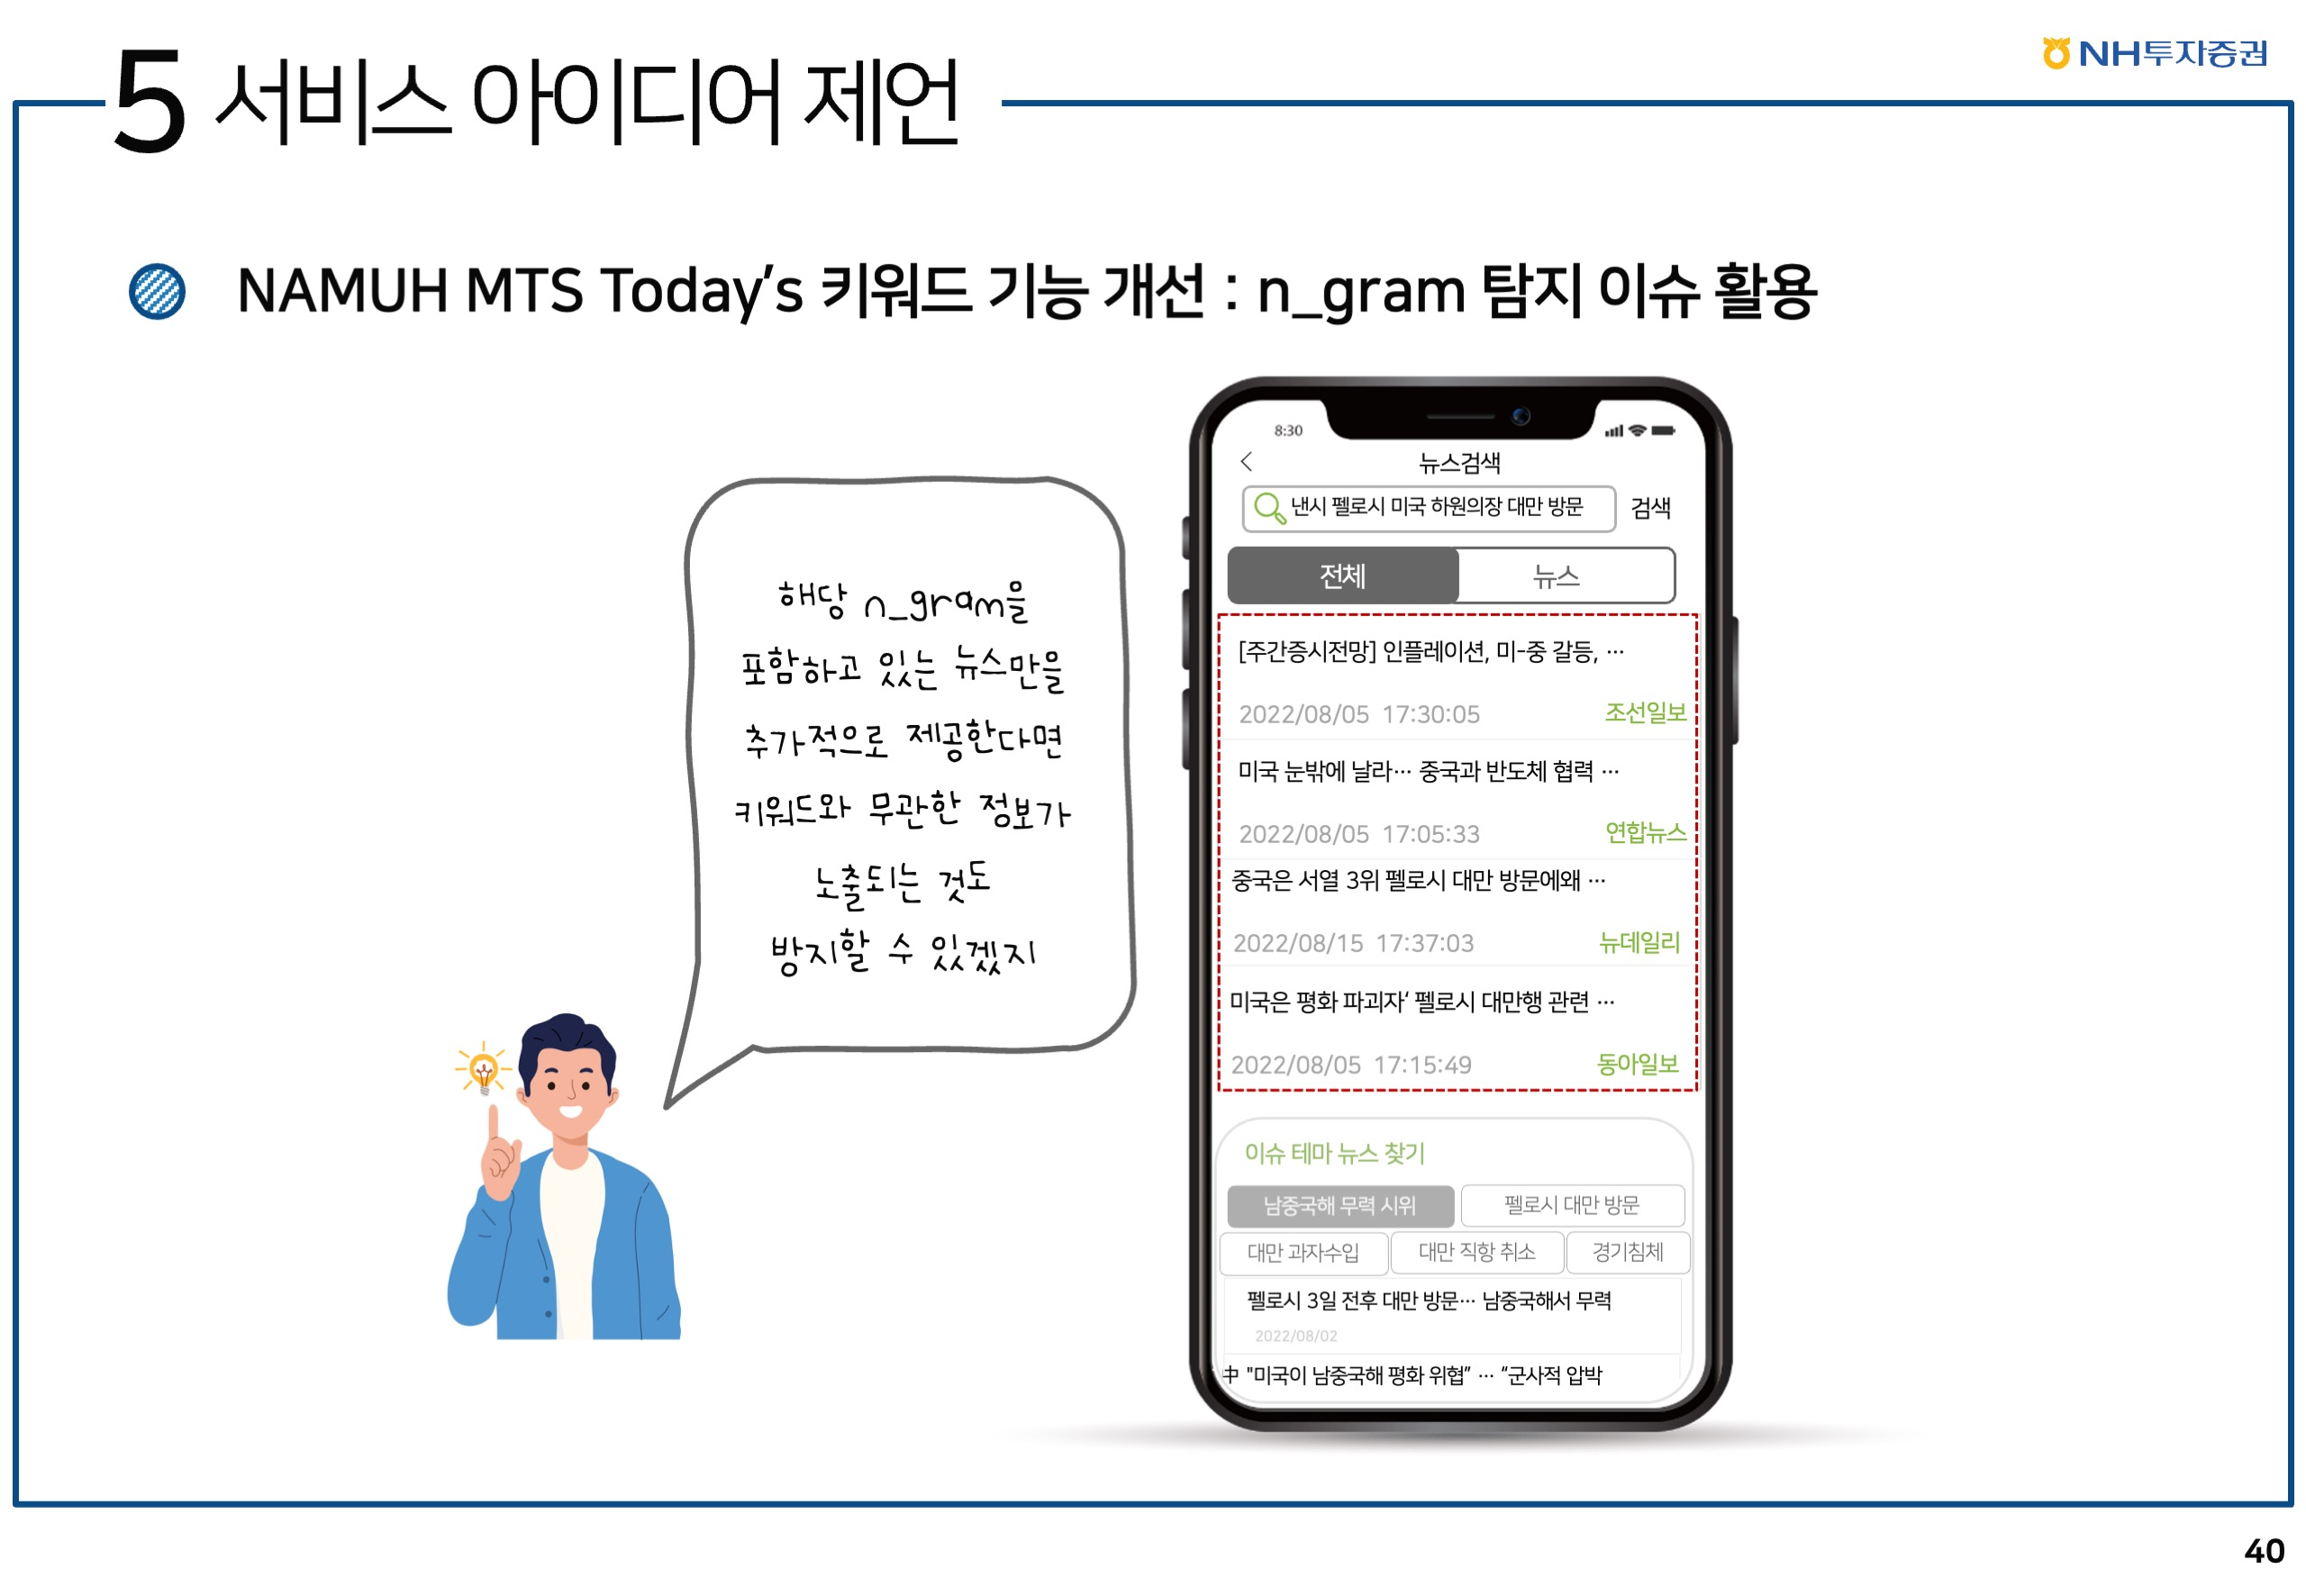 5 서비스 아이디어 제언
NH투자증권
NAMUH MTS Today's 키워드 기능 개선 : n_gram 탐지 이슈 활용
해당 n_gram을
포함하고 있는 뉴스만을
추가적으로 제공한다면
키워드와 무관한 정보가
노출되는 것도
방지할 수 있겠지
8:30
뉴스검색
낸시 펠로시 미국 하원의장 대만 방문 검색
전체 뉴스
[주간증시전망] 인플레이션, 미-중 갈등, …
2022/08/05 17:30:05 조선일보
미국 눈밖에 날라… 중국과 반도체 협력 …
2022/08/05 17:05:33 연합뉴스
중국은 서열 3위 펠로시 대만 방문에왜 …
2022/08/15 17:37:03 뉴데일리
미국은 평화 파괴자‘ 펠로시 대만행 관련 …
2022/08/05 17:15:49 동아일보
이슈 테마 뉴스 찾기
남중국해 무력 시위 펠로시 대만 방문
대만 과자수입 대만 직항 취소 경기침체
펠로시 3일 전후 대만 방문… 남중국해서 무력
2022/08/02
中 "미국이 남중국해 평화 위협” … “군사적 압박
40